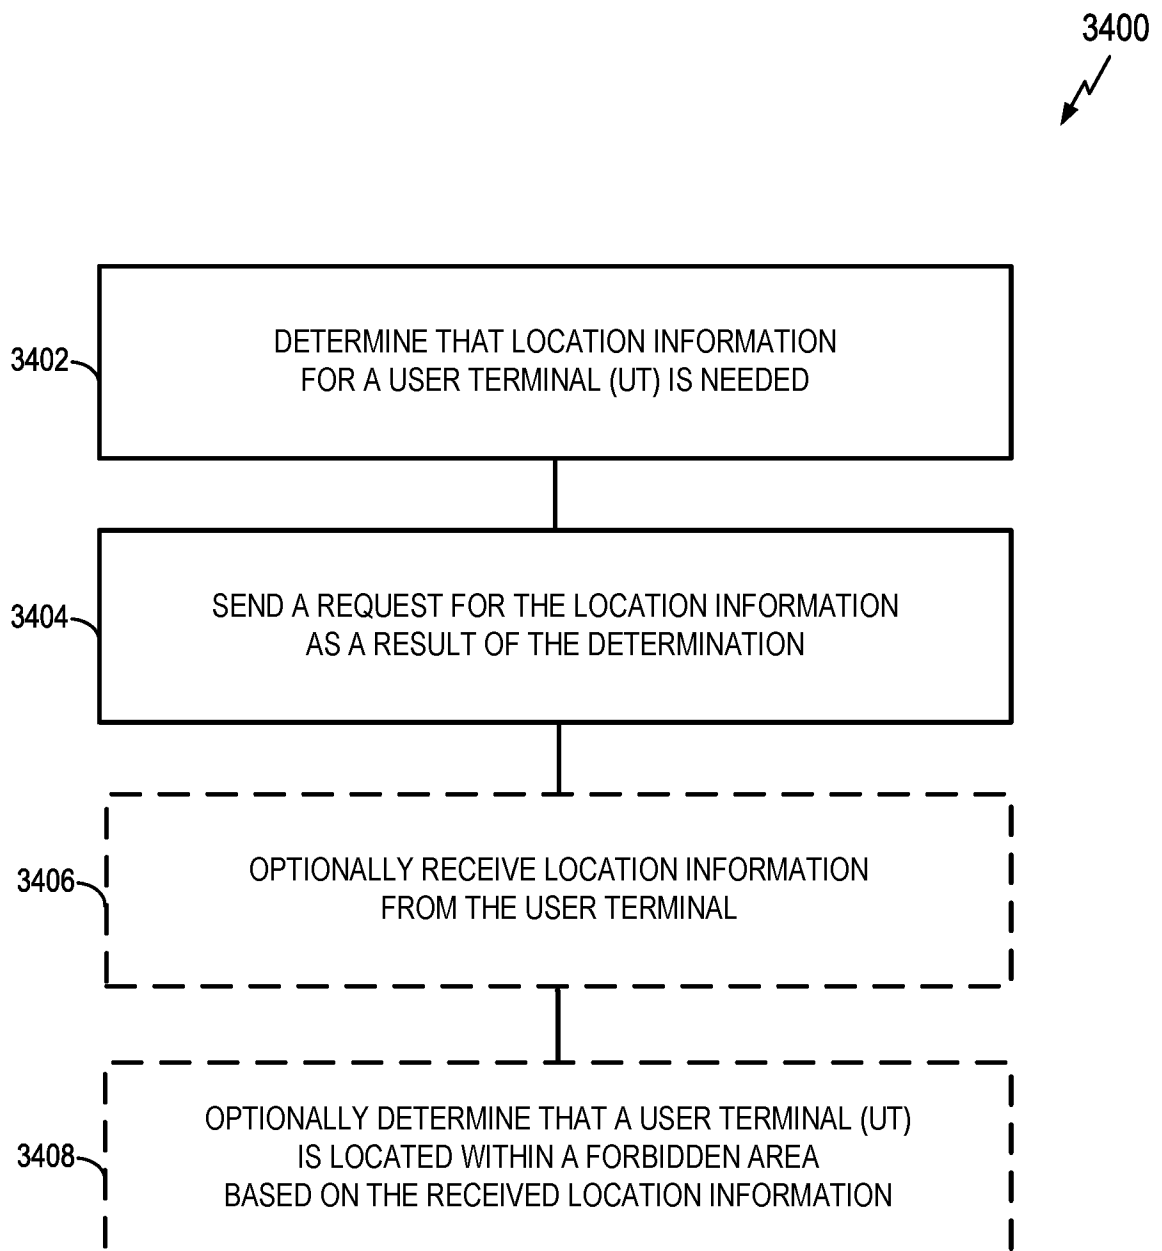 3400
3402
DETERMINE THAT LOCATION INFORMATION
FOR A USER TERMINAL (UT) IS NEEDED
3404
SEND A REQUEST FOR THE LOCATION INFORMATION
AS A RESULT OF THE DETERMINATION
3406
OPTIONALLY RECEIVE LOCATION INFORMATION
FROM THE USER TERMINAL
3408
OPTIONALLY DETERMINE THAT A USER TERMINAL (UT)
IS LOCATED WITHIN A FORBIDDEN AREA
BASED ON THE RECEIVED LOCATION INFORMATION